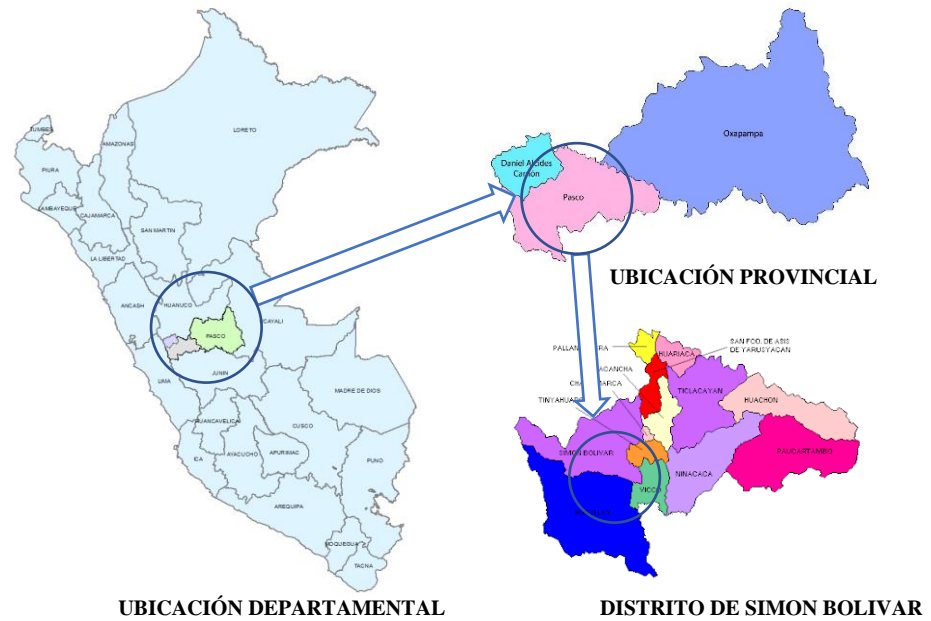 TUMBES
PIURA
LAMBAYEQUE
CAJAMARCA
AMAZONAS
LORETO
SAN MARTIN
LA LIBERTAD
ANCASH
HUANUCO
PASCO
UCAYALI
LIMA
JUNIN
MADRE DE DIOS
HUANCAVELICA
CUSCO
ICA
AYACUCHO
APURIMAC
PUNO
AREQUIPA
MOQUEGUA
TACNA
UBICACIÓN DEPARTAMENTAL
Daniel Alcides
Carrión
Pasco
Oxapampa
UBICACIÓN PROVINCIAL
HUARIACA
SAN FCO. DE ASIS
DE YARUSYACAN
TICLACAYAN
HUACHON
SIMON BOLIVAR
VICCO
NINACACA
PAUCARTAMBO
DISTRITO DE SIMON BOLIVAR